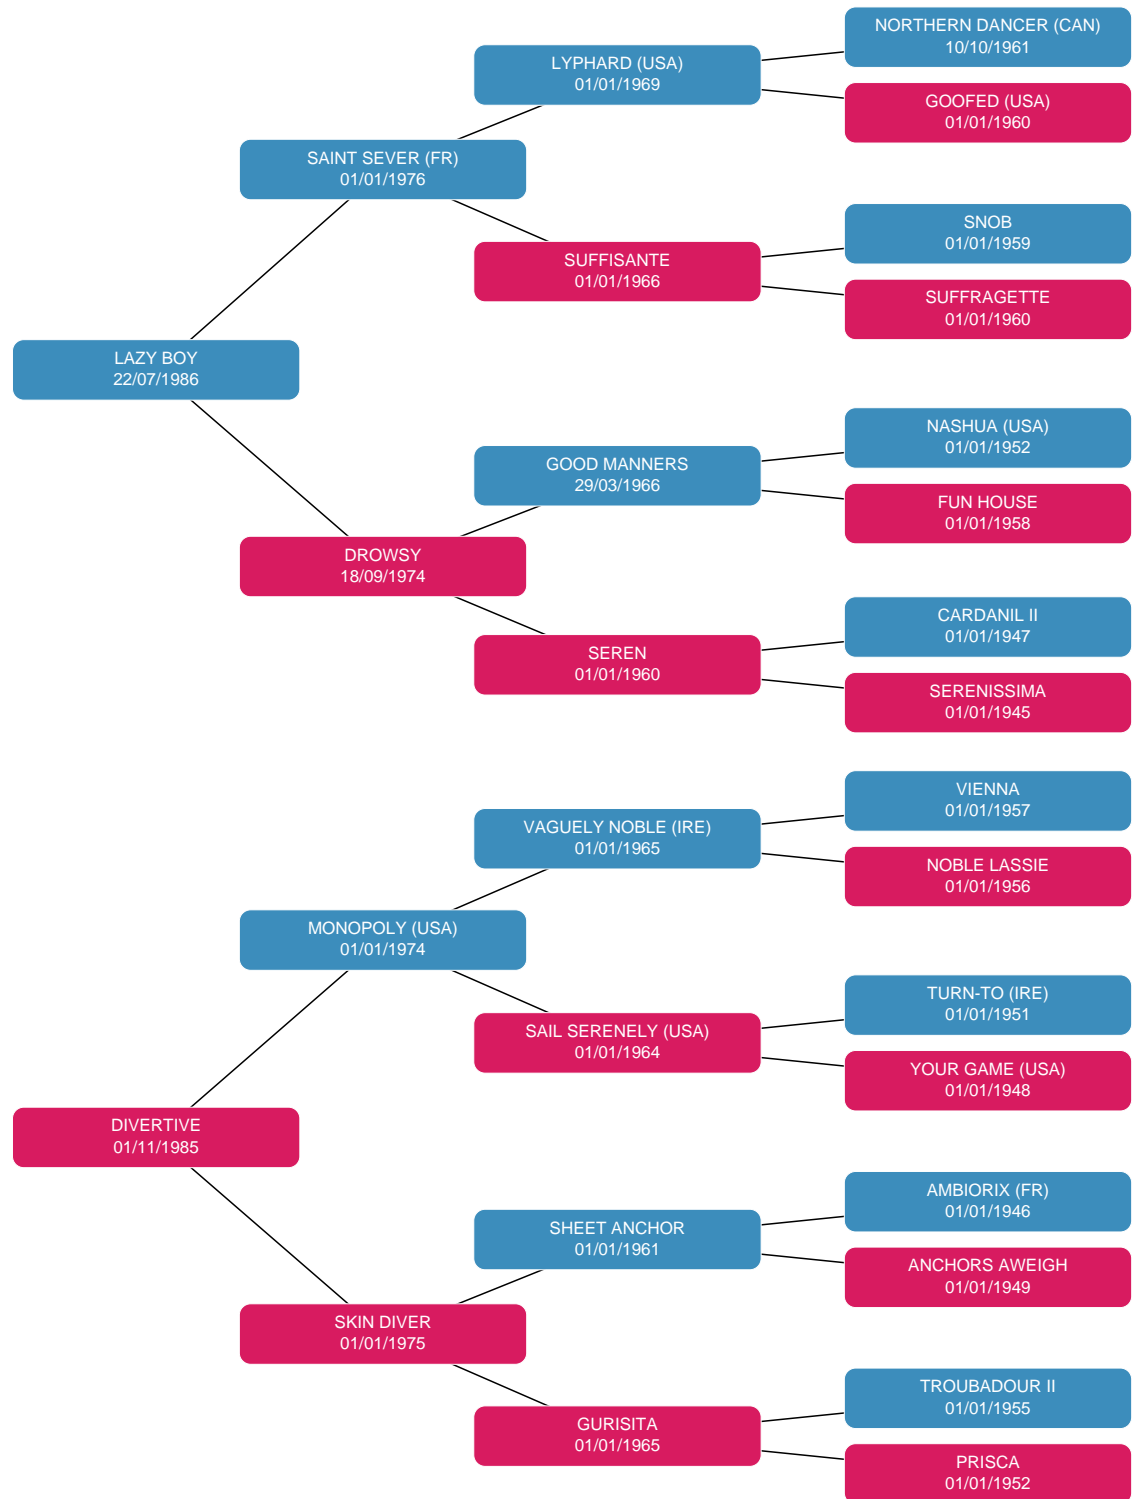 NORTHERN DANCER (CAN)
10/10/1961
LYPHARD (USA)
01/01/1969
GOOFED (USA)
01/01/1960
SAINT SEVER (FR)
01/01/1976
SNOB
01/01/1959
SUFFISANTE
01/01/1966
SUFFRAGETTE
01/01/1960
LAZY BOY
22/07/1986
NASHUA (USA)
01/01/1952
GOOD MANNERS
29/03/1966
FUN HOUSE
01/01/1958
DROWSY
18/09/1974
CARDANIL II
01/01/1947
SEREN
01/01/1960
SERENISSIMA
01/01/1945
VIENNA
01/01/1957
VAGUELY NOBLE (IRE)
01/01/1965
NOBLE LASSIE
01/01/1956
MONOPOLY (USA)
01/01/1974
TURN-TO (IRE)
01/01/1951
SAIL SERENELY (USA)
01/01/1964
YOUR GAME (USA)
01/01/1948
DIVERTIVE
01/11/1985
AMBIORIX (FR)
01/01/1946
SHEET ANCHOR
01/01/1961
ANCHORS AWEIGH
01/01/1949
SKIN DIVER
01/01/1975
TROUBADOUR II
01/01/1955
GURISITA
01/01/1965
PRISCA
01/01/1952